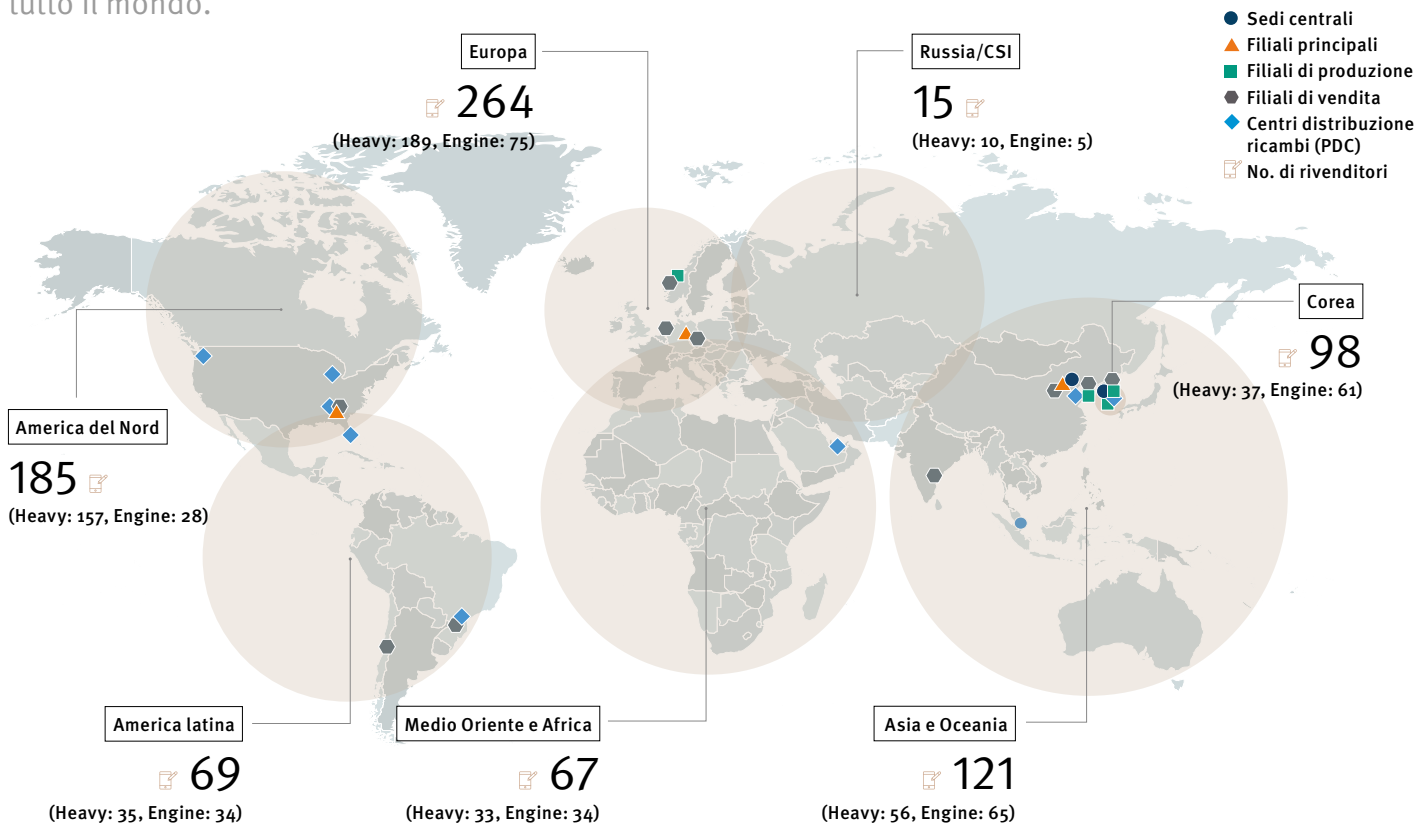 tutto il mondo.
Sedi centrali
Filiali principali
Filiali di produzione
Filiali di vendita
Centri distribuzione
ricambi (PDC)
No. di rivenditori
Europa
264
(Heavy: 189, Engine: 75)
Russia/CSI
15
(Heavy: 10, Engine: 5)
Corea
98
(Heavy: 37, Engine: 61)
America del Nord
185
(Heavy: 157, Engine: 28)
America latina
69
(Heavy: 35, Engine: 34)
Medio Oriente e Africa
67
(Heavy: 33, Engine: 34)
Asia e Oceania
121
(Heavy: 56, Engine: 65)